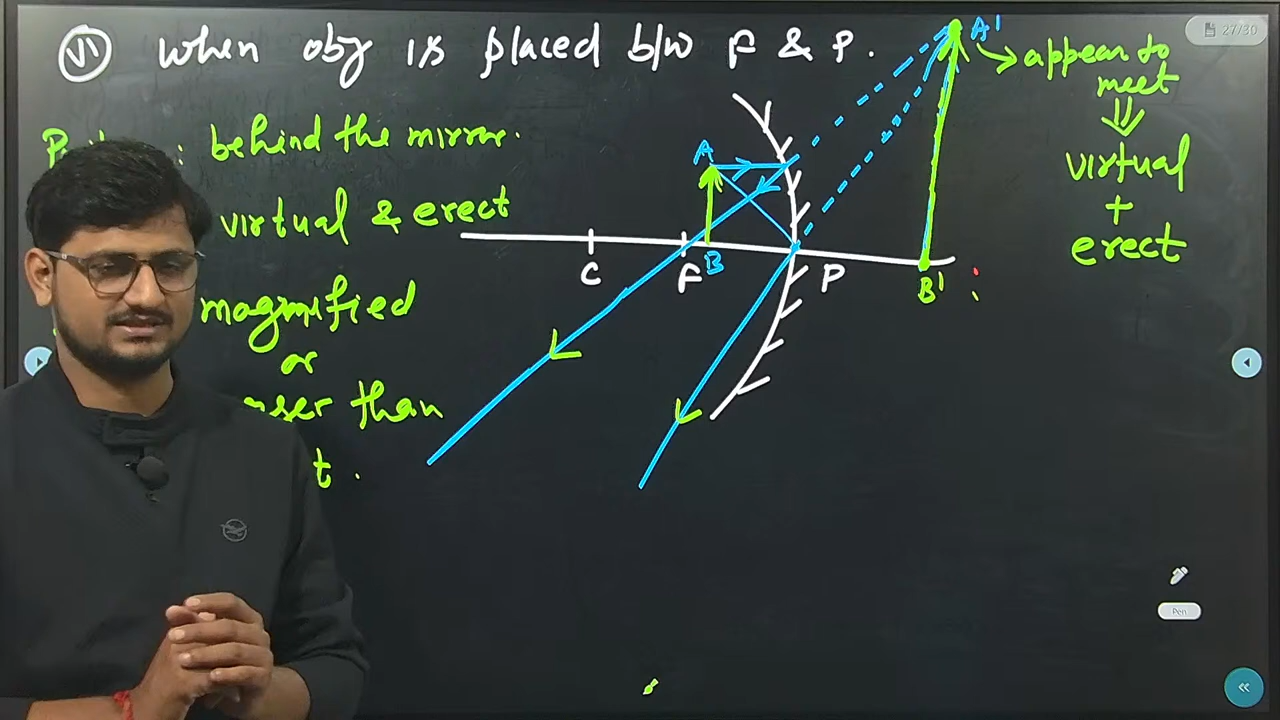 VI when obj is placed b/w F & P.
27/30
: behind the mirror.
virtual & erect
magnified
or
than
t.
A'
appear to
meet
⇓
virtual
+
erect
A
C
F
B
P
B'
Pen